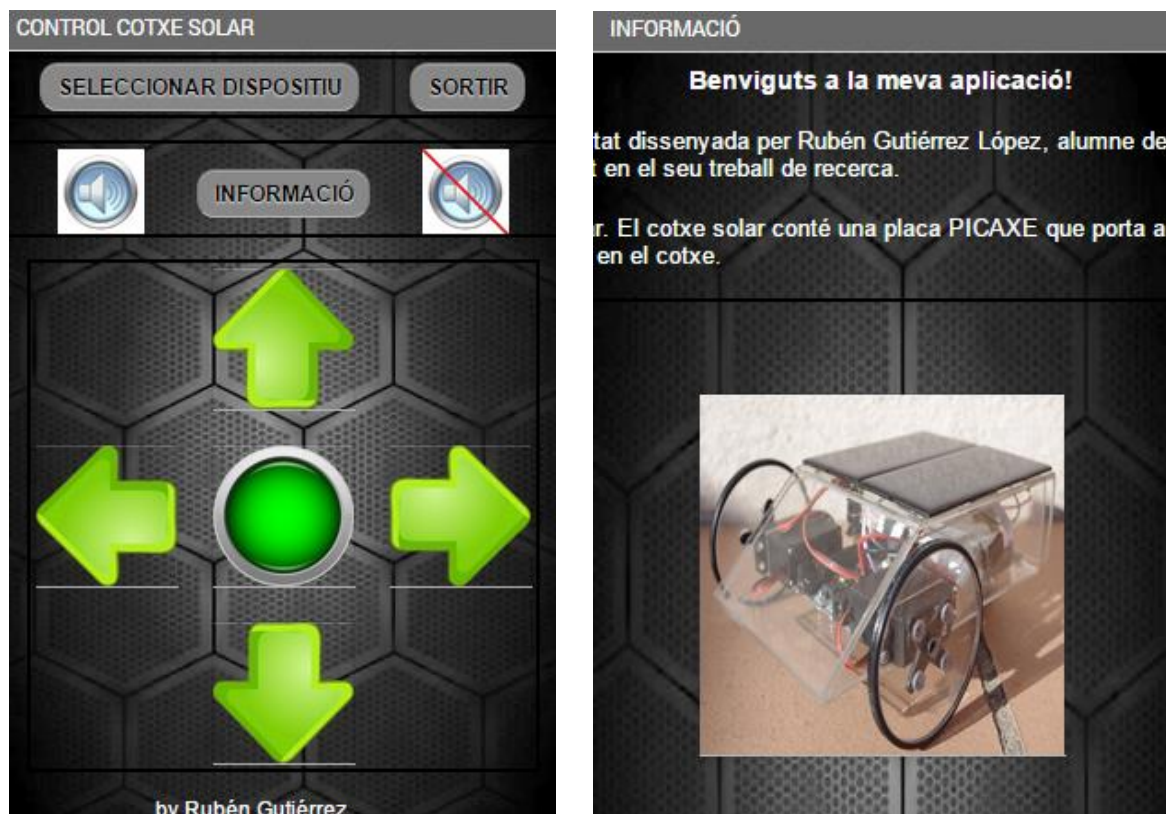 CONTROL COTXE SOLAR
SELECCIONAR DISPOSITIU
SORTIR
INFORMACIÓ
by Rubén Gutiérrez
INFORMACIÓ
Benviguts a la meva aplicació!
tat dissenyada per Rubén Gutiérrez López, alumne de
t en el seu treball de recerca.
r. El cotxe solar conté una placa PICAXE que porta a
en el cotxe.